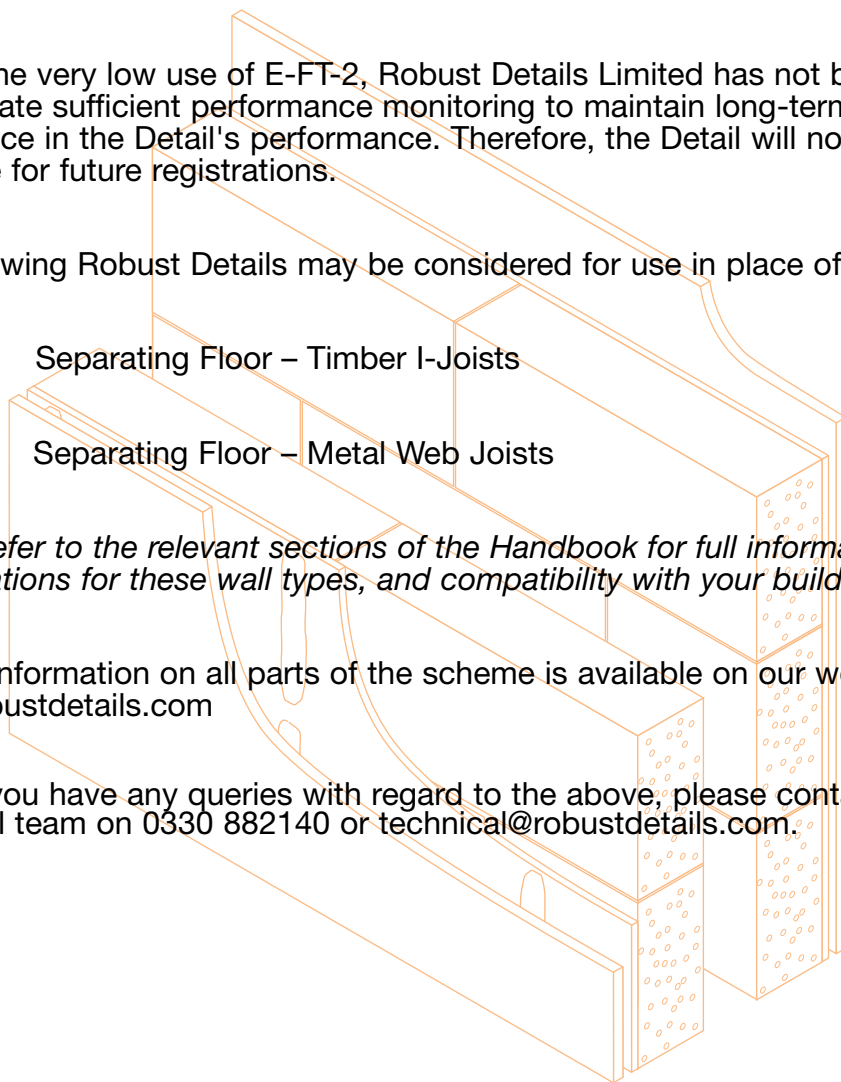 he very low use of E-FT-2, Robust Details Limited has not b
ate sufficient performance monitoring to maintain long-term
ce in the Detail's performance. Therefore, the Detail will no
e for future registrations.
wing Robust Details may be considered for use in place of
Separating Floor – Timber I-Joists
Separating Floor – Metal Web Joists
efer to the relevant sections of the Handbook for full informa
ations for these wall types, and compatibility with your build
nformation on all parts of the scheme is available on our we
bustdetails.com
you have any queries with regard to the above, please conta
l team on 0330 882140 or technical@robustdetails.com.